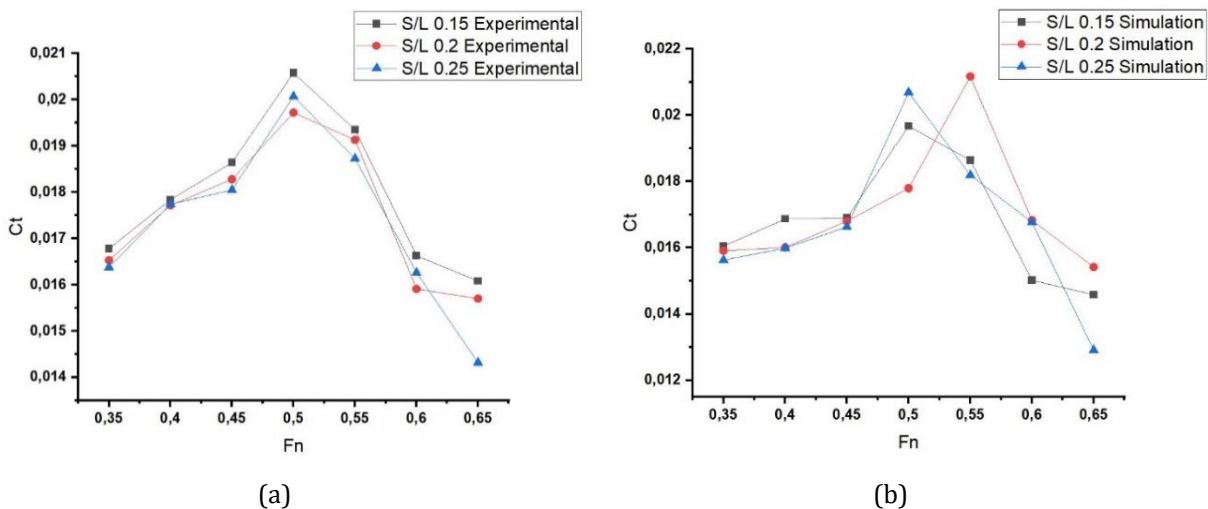 S/L 0.15 Experimental
S/L 0.2 Experimental
S/L 0.25 Experimental
0,021
0,02
0,019
0,018
0,017
0,016
0,015
0,014
Ct
0,35 0,4 0,45 0,5 0,55 0,6 0,65
Fn
(a)
S/L 0.15 Simulation
S/L 0.2 Simulation
S/L 0.25 Simulation
0,022
0,02
0,018
0,016
0,014
0,012
Ct
0,35 0,4 0,45 0,5 0,55 0,6 0,65
Fn
(b)